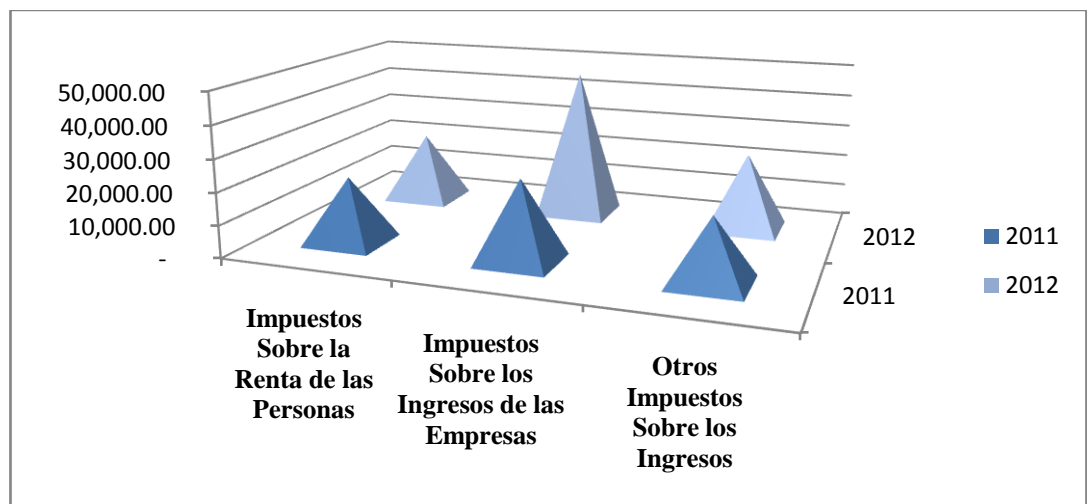 50,000.00
40,000.00
30,000.00
20,000.00
10,000.00
-
2012
2011
2011
2012
Impuestos
Sobre la
Renta de las
Personas
Impuestos
Sobre los
Ingresos de las
Empresas
Otros
Impuestos
Sobre los
Ingresos